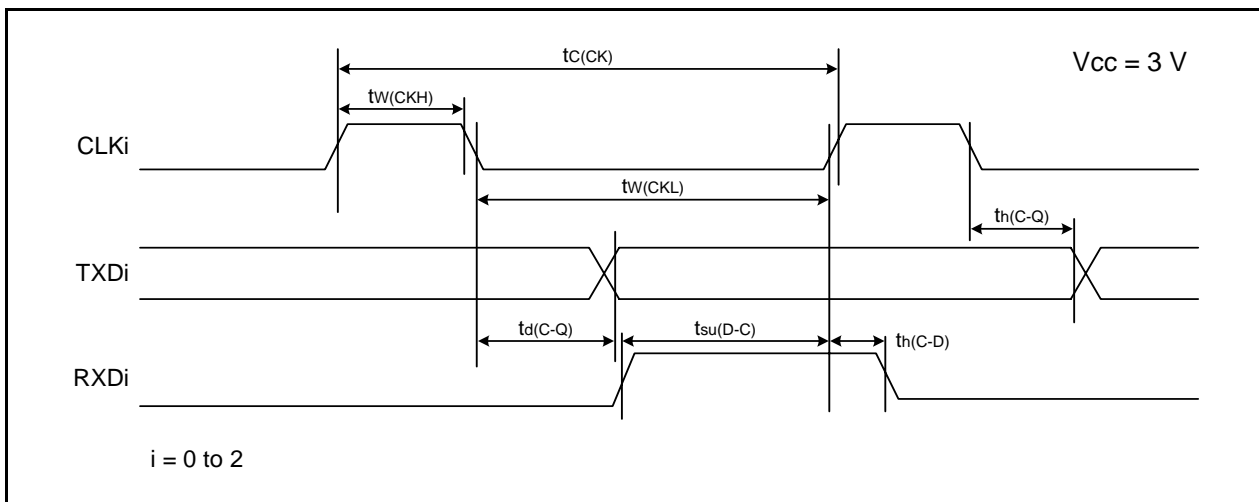 tC(CK)
Vcc = 3 V
tW(CKH)
CLKi
tW(CKL)
th(C-Q)
TXDi
td(C-Q)
tsu(D-C)
th(C-D)
RXDi
i = 0 to 2